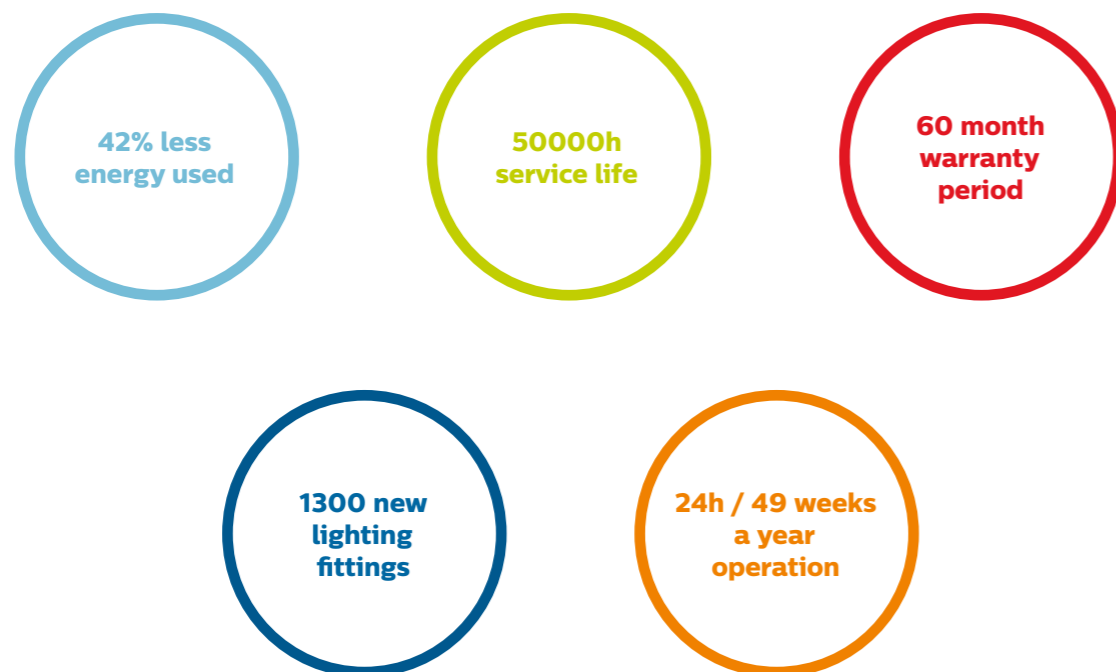 42% less
energy used
50000h
service life
60 month
warranty
period
1300 new
lighting
fittings
24h / 49 weeks
a year
operation